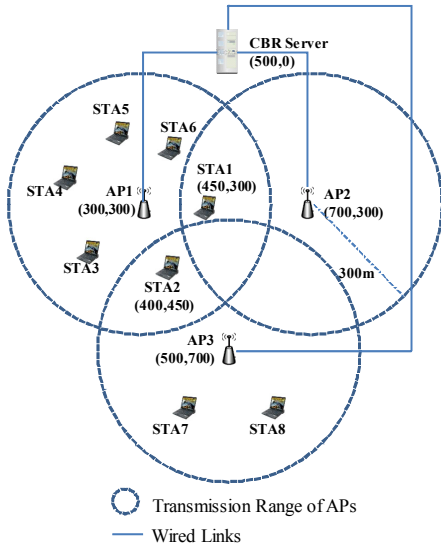 CBR Server
(500,0)
STA5
STA6
STA4
STA1
(450,300)
AP1
(300,300)
AP2
(700,300)
STA3
STA2
(400,450)
300m
AP3
(500,700)
STA7
STA8
Transmission Range of APs
Wired Links